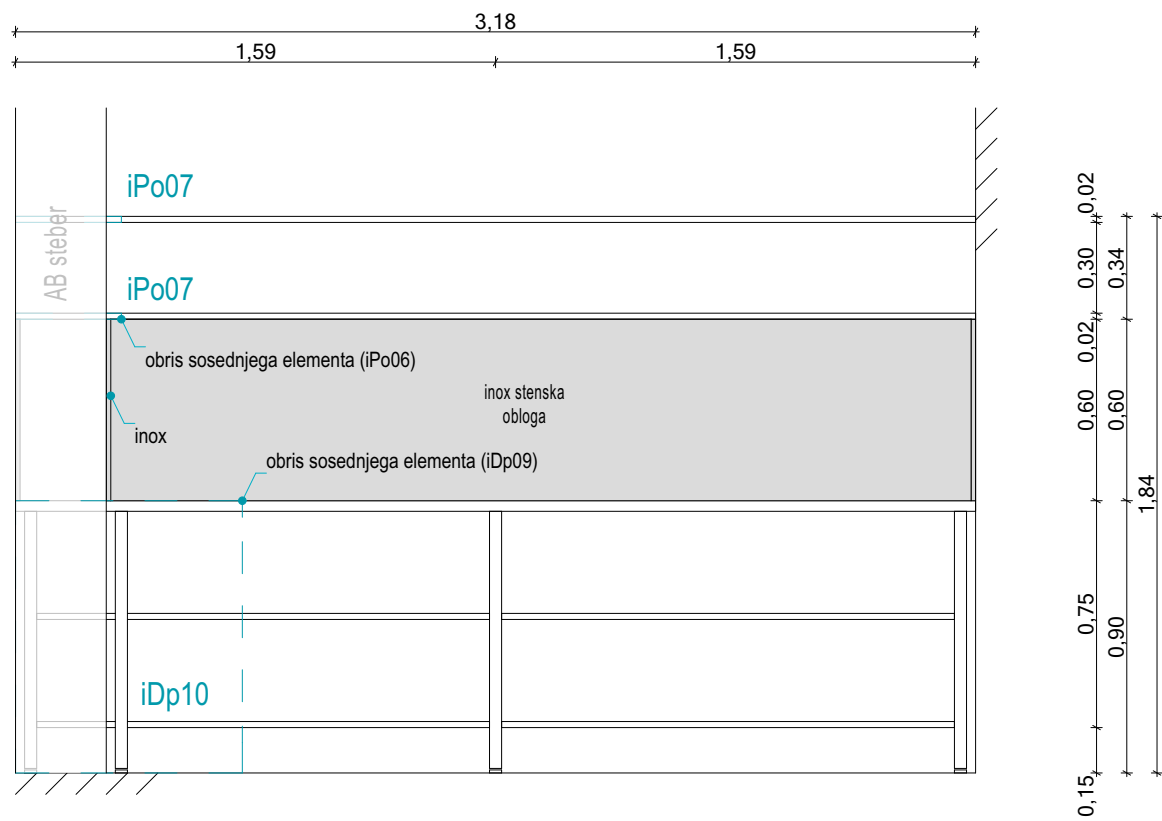 3,18
1,59
1,59
iPo07
AB steber
iPo07
obris sosednjega elementa (iPo06)
inox stenska
obloga
inox
obris sosednjega elementa (iDp09)
iDp10
0,02
0,30
0,34
0,02
0,60
0,60
1,84
0,75
0,90
0,15